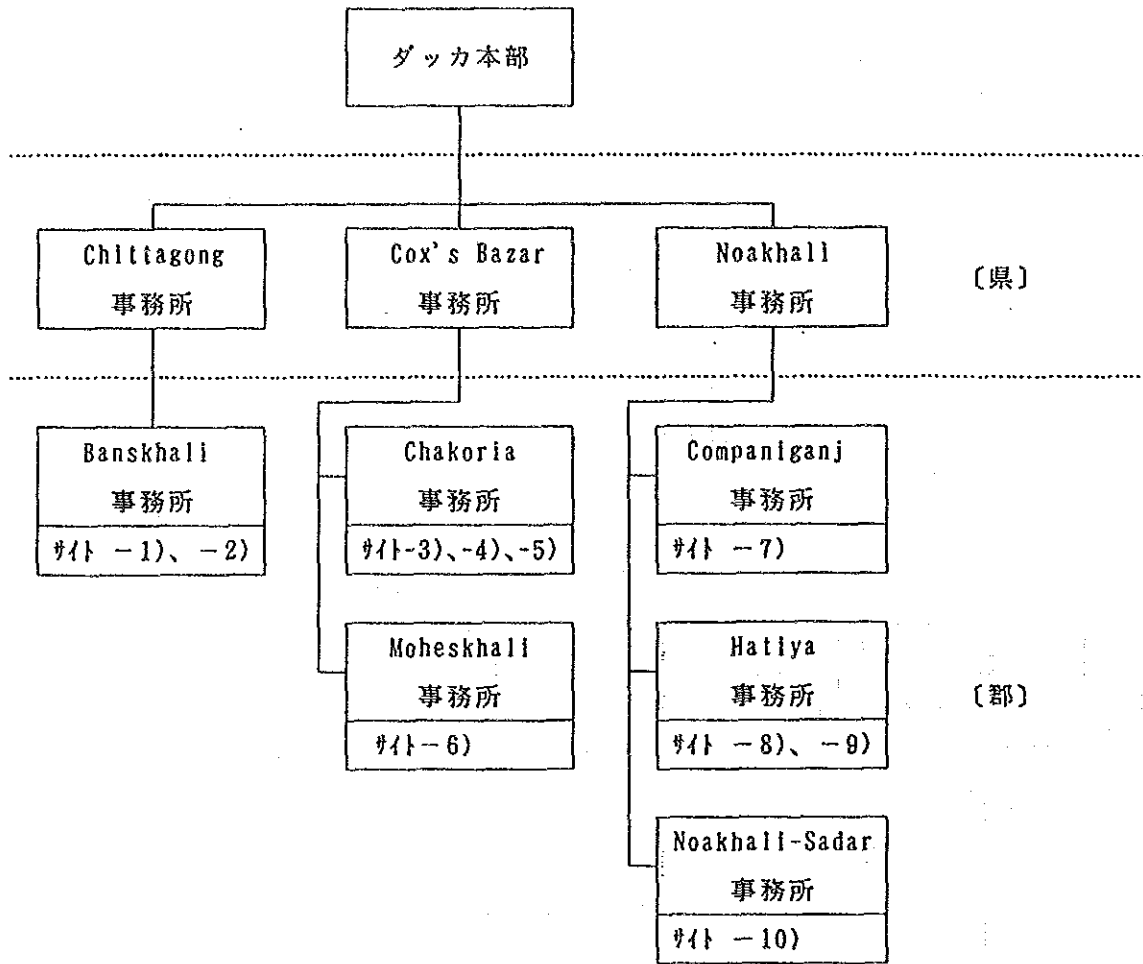 ダッカ本部
Chittagong
事務所
Cox's Bazar
事務所
Noakhali
事務所
〔県〕
Banskhali
事務所
ｻｲﾄ －1)、－2)
Chakoria
事務所
ｻｲﾄ-3)、-4)、-5)
Companiganj
事務所
ｻｲﾄ －7)
Moheskhali
事務所
ｻｲﾄ－6)
Hatiya
事務所
ｻｲﾄ －8)、－9)
〔郡〕
Noakhali-Sadar
事務所
ｻｲﾄ －10)